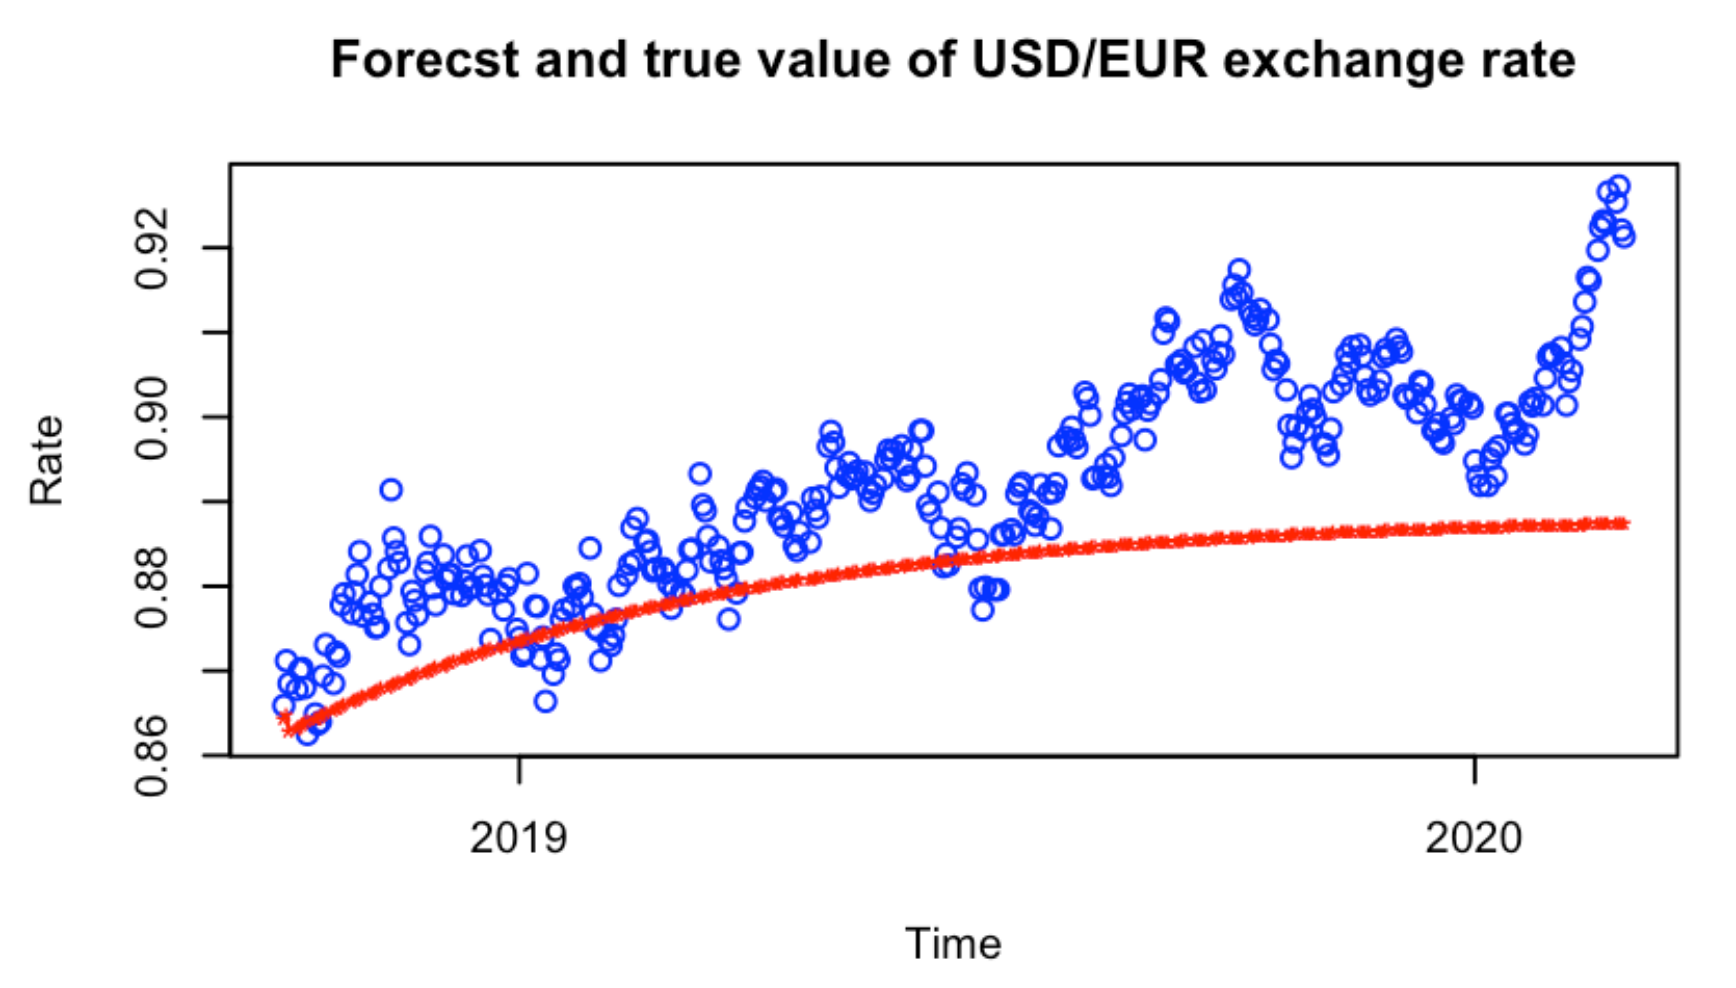 Forecst and true value of USD/EUR exchange rate
Rate
0.92
0.90
0.88
0.86
2019
2020
Time